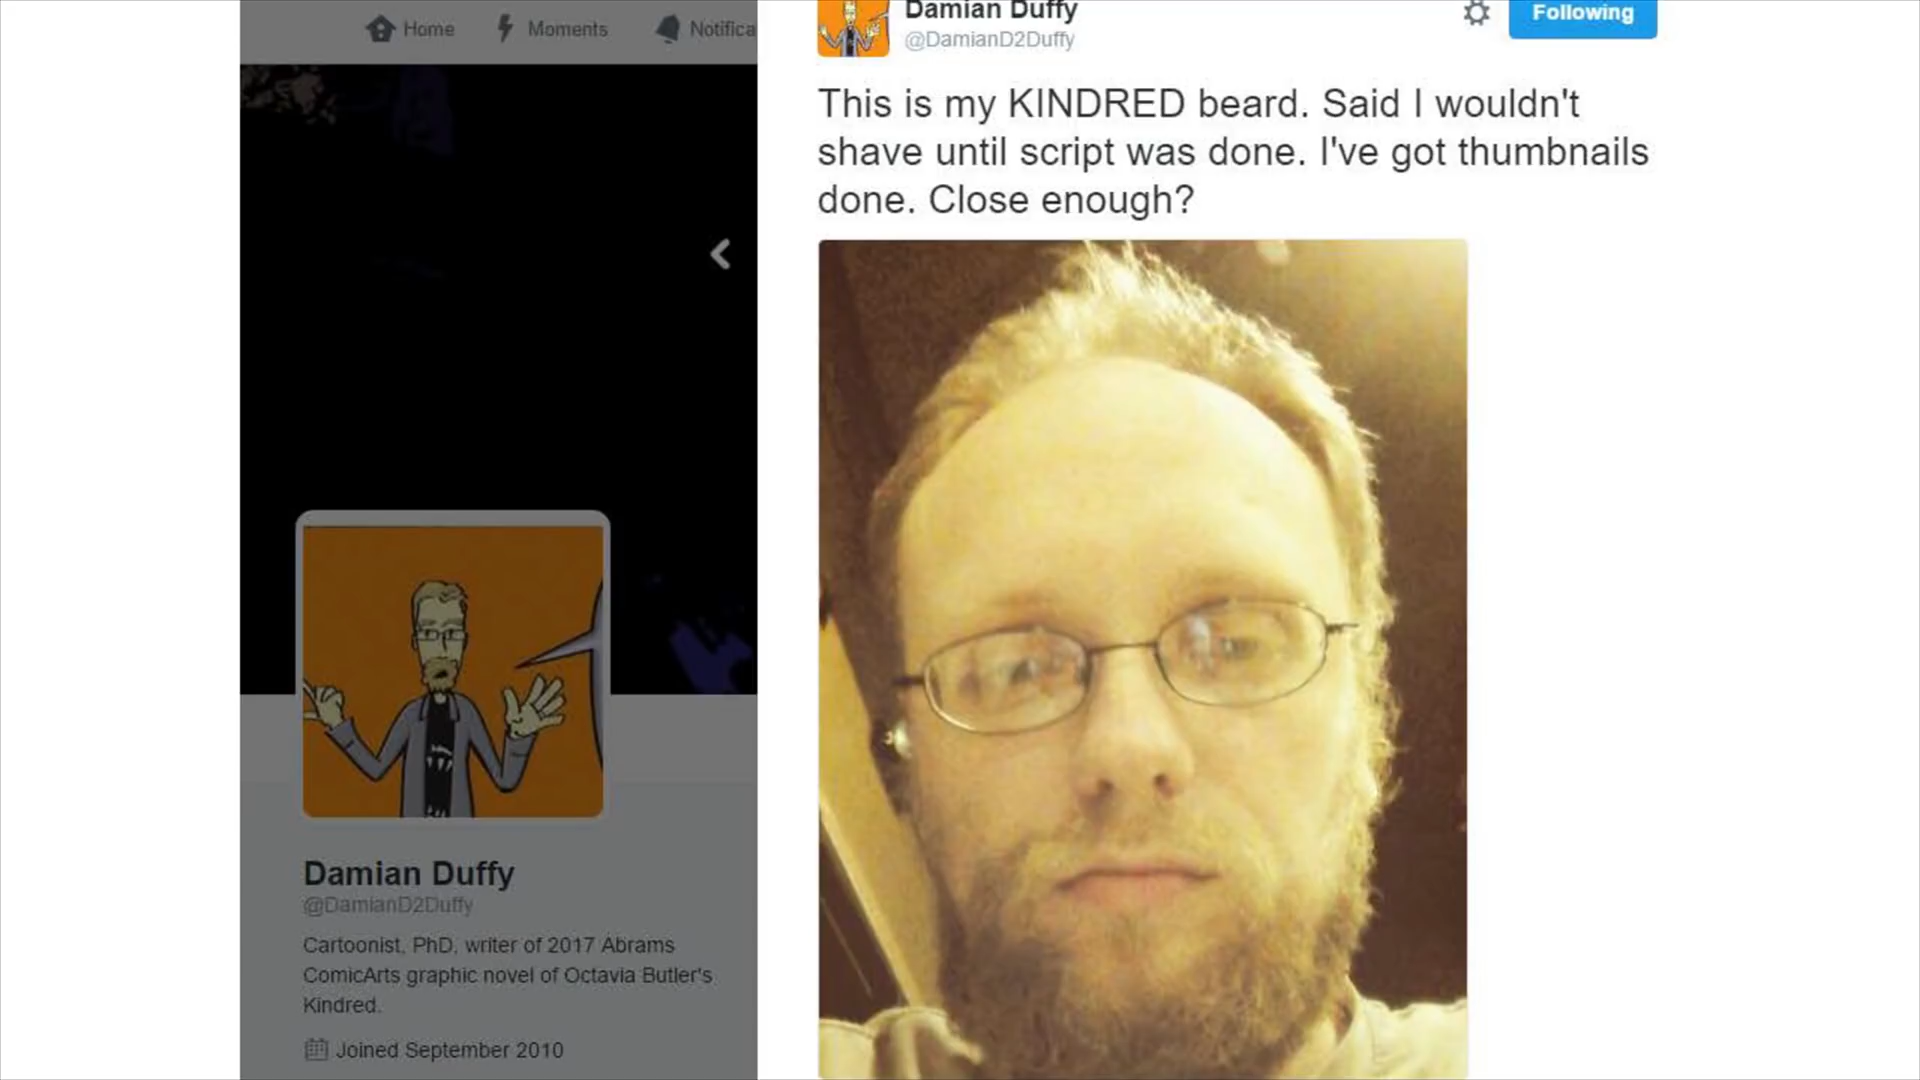 Home
Moments
Notifica
Damian Duffy
@DamianD2Duffy
Cartoonist, PhD, writer of 2017 Abrams
ComicArts graphic novel of Octavia Butler's
Kindred.
Joined September 2010
Damian Duffy
@DamianD2Duffy
Following
This is my KINDRED beard. Said I wouldn't
shave until script was done. I've got thumbnails
done. Close enough?